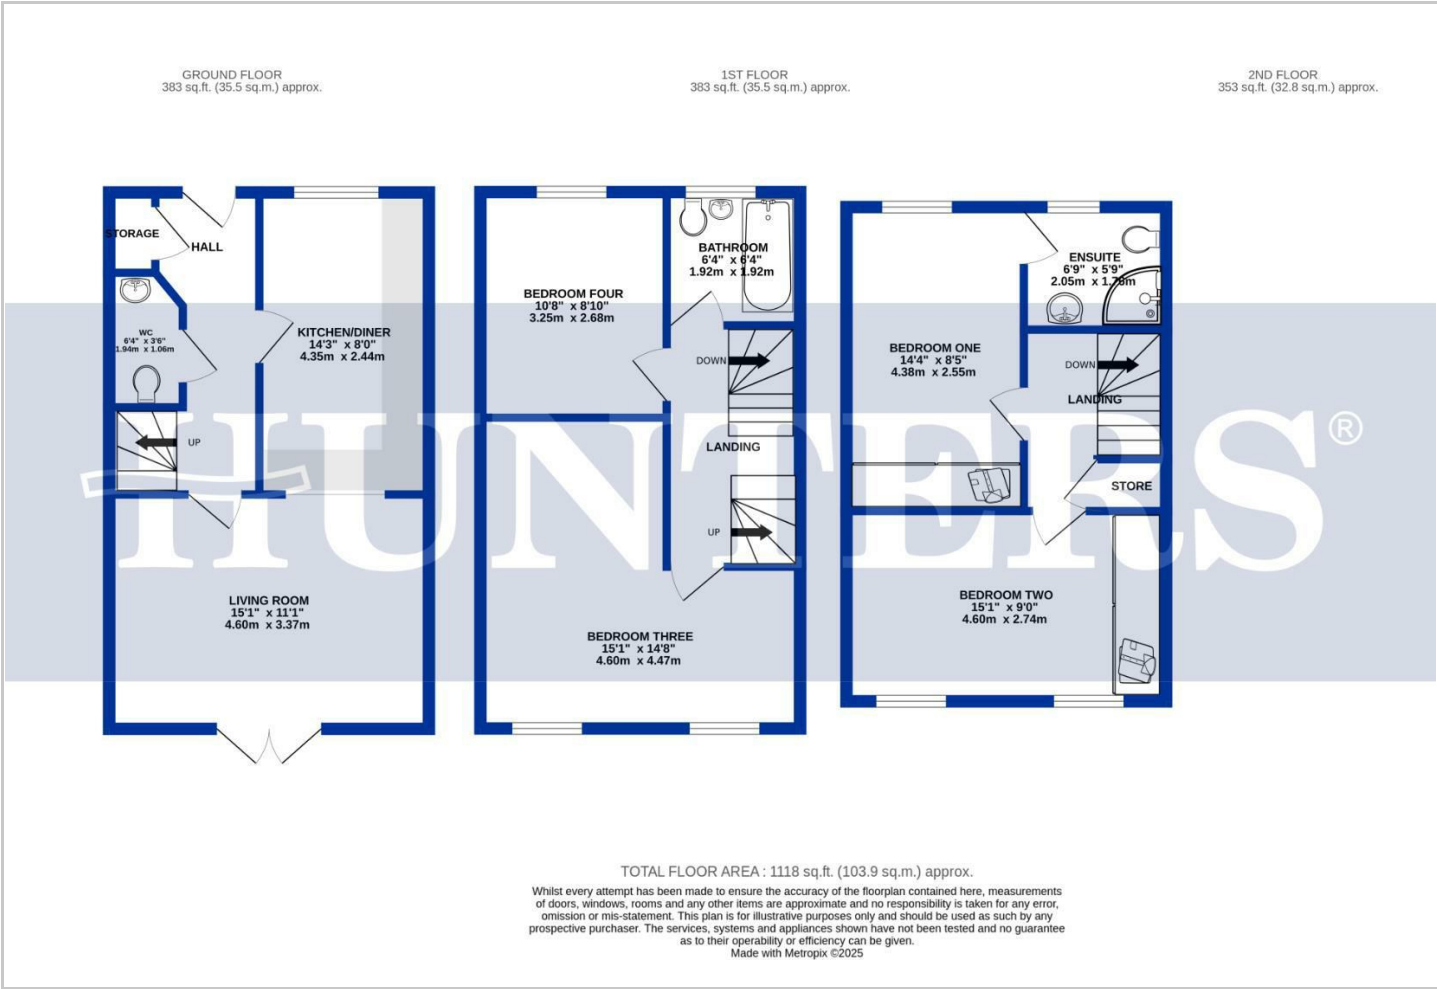 GROUND FLOOR
383 sq.ft. (35.5 sq.m.) approx.
1ST FLOOR
383 sq.ft. (35.5 sq.m.) approx.
2ND FLOOR
353 sq.ft. (32.8 sq.m.) approx.
STORAGE
HALL
WC
6'4" x 3'6"
1.94m x 1.06m
KITCHEN/DINER
14'3" x 8'0"
4.35m x 2.44m
UP
LIVING ROOM
15'1" x 11'1"
4.60m x 3.37m
BEDROOM FOUR
10'8" x 8'10"
3.25m x 2.68m
BATHROOM
6'4" x 6'4"
1.92m x 1.92m
DOWN
LANDING
UP
BEDROOM THREE
15'1" x 14'8"
4.60m x 4.47m
ENSUITE
6'9" x 5'9"
2.05m x 1.76m
BEDROOM ONE
14'4" x 8'5"
4.38m x 2.55m
DOWN
LANDING
STORE
BEDROOM TWO
15'1" x 9'0"
4.60m x 2.74m
HUNTERS®
TOTAL FLOOR AREA : 1118 sq.ft. (103.9 sq.m.) approx.
Whilst every attempt has been made to ensure the accuracy of the floorplan contained here, measurements
of doors, windows, rooms and any other items are approximate and no responsibility is taken for any error,
omission or mis-statement. This plan is for illustrative purposes only and should be used as such by any
prospective purchaser. The services, systems and appliances shown have not been tested and no guarantee
as to their operability or efficiency can be given.
Made with Metropix ©2025